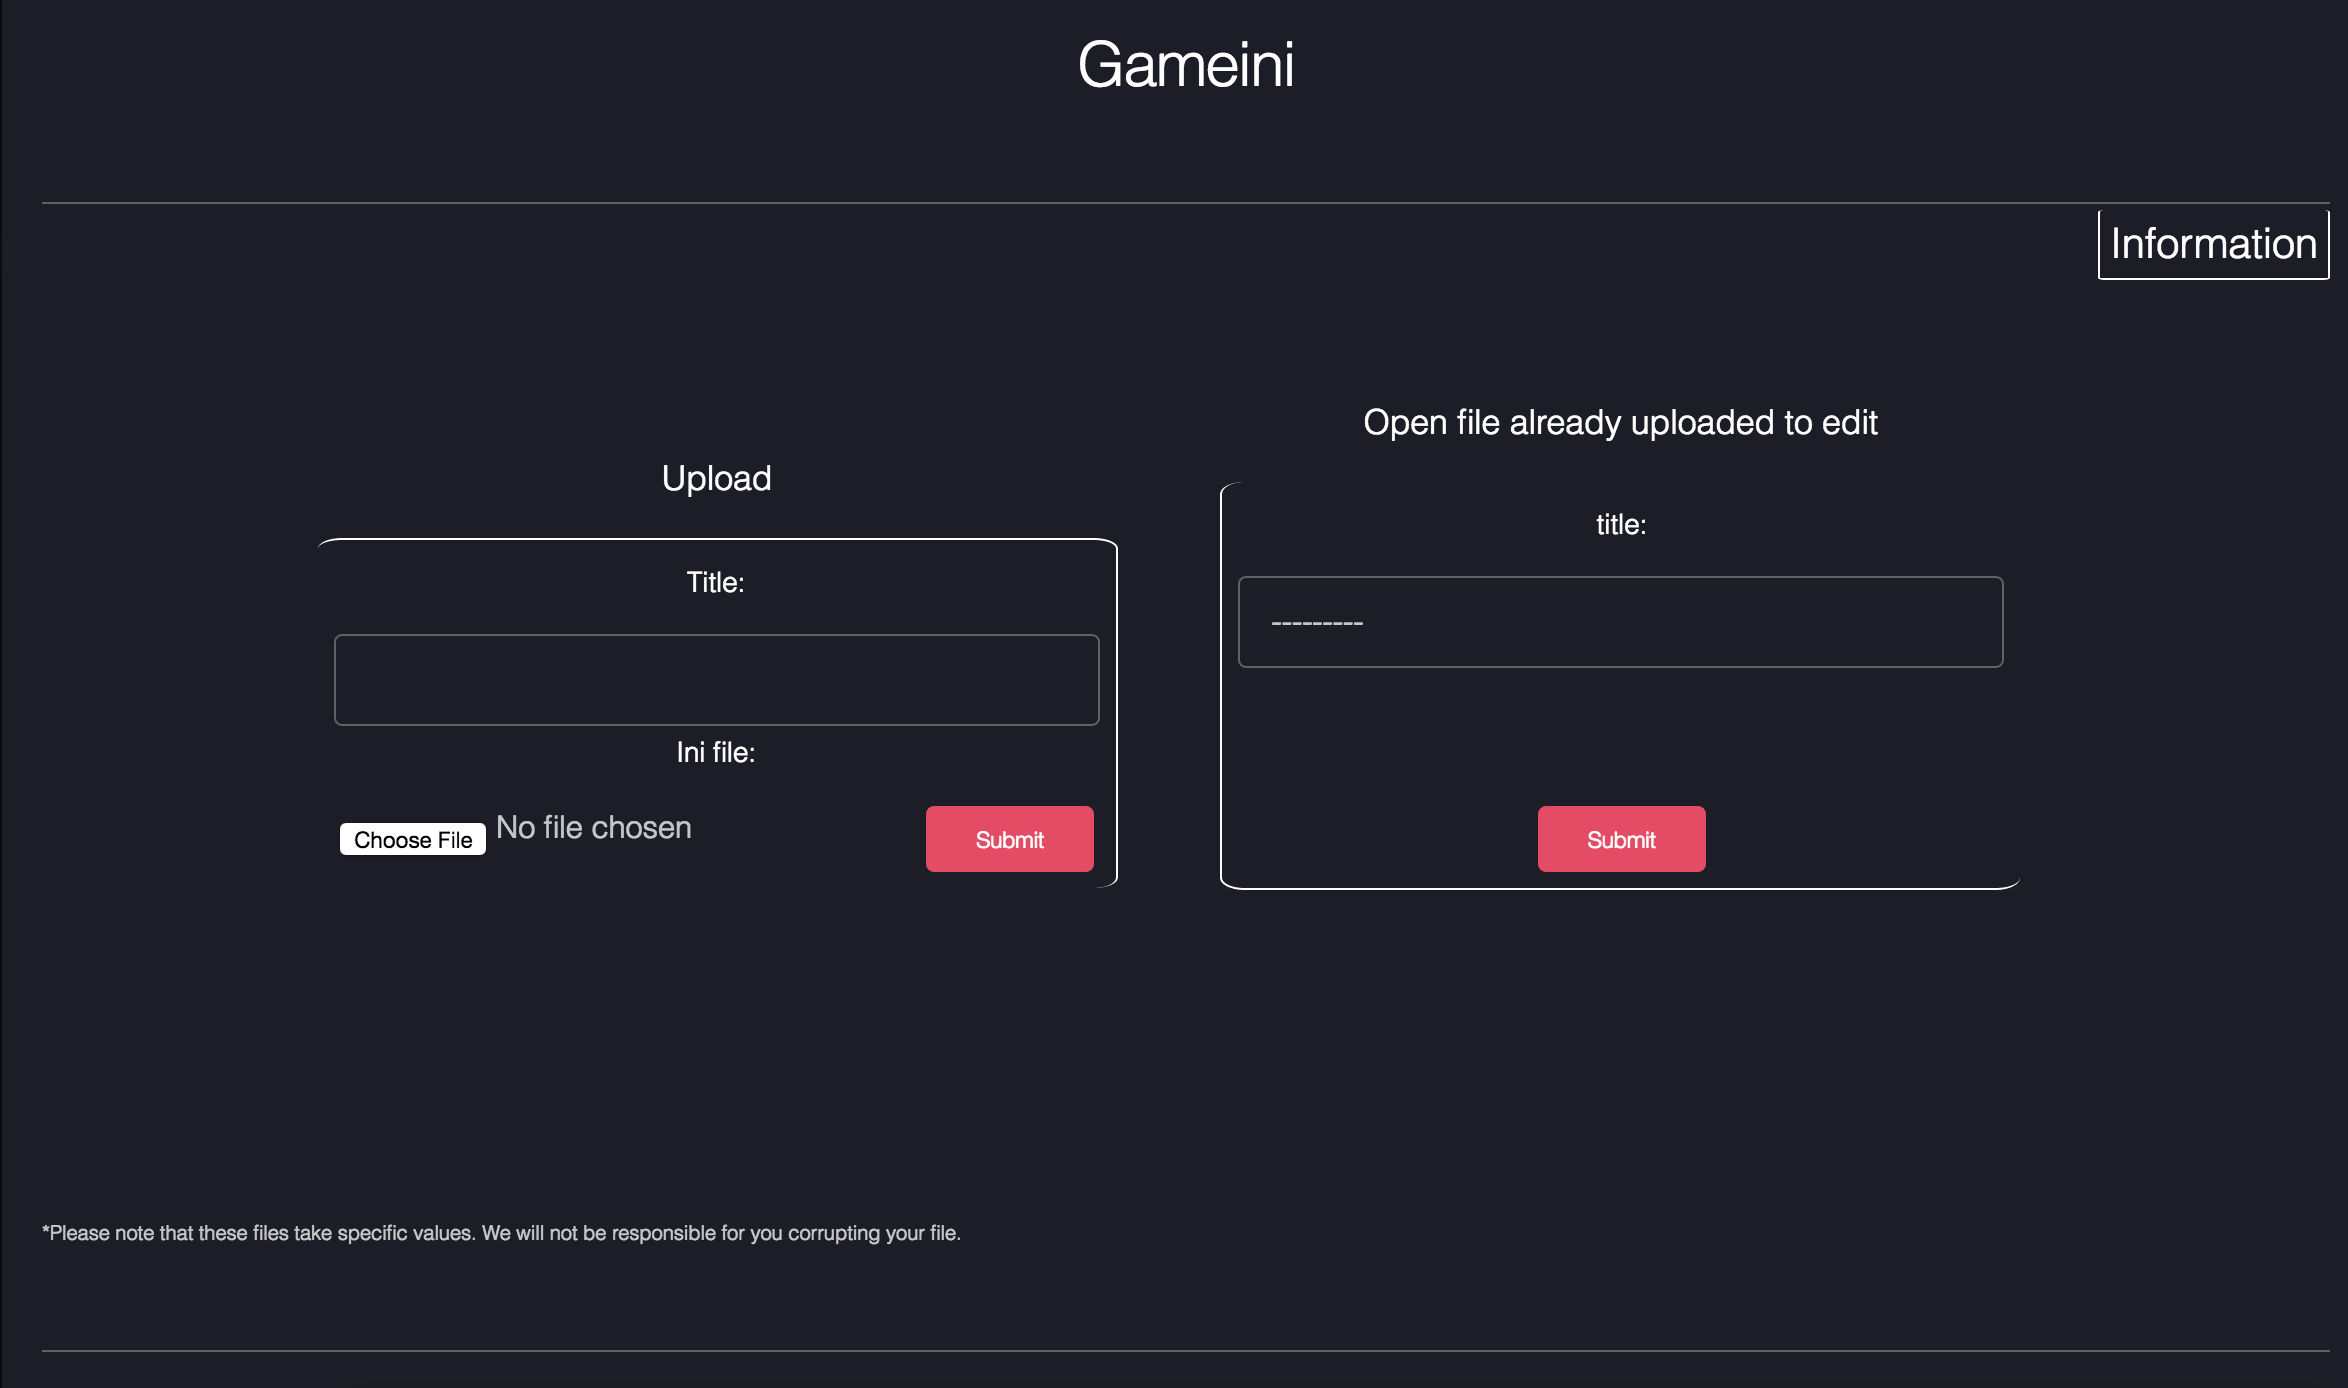 Gameini
Information
Upload
Title:
Ini file:
Choose File No file chosen
Submit
Open file already uploaded to edit
title:
---------
Submit
*Please note that these files take specific values. We will not be responsible for you corrupting your file.